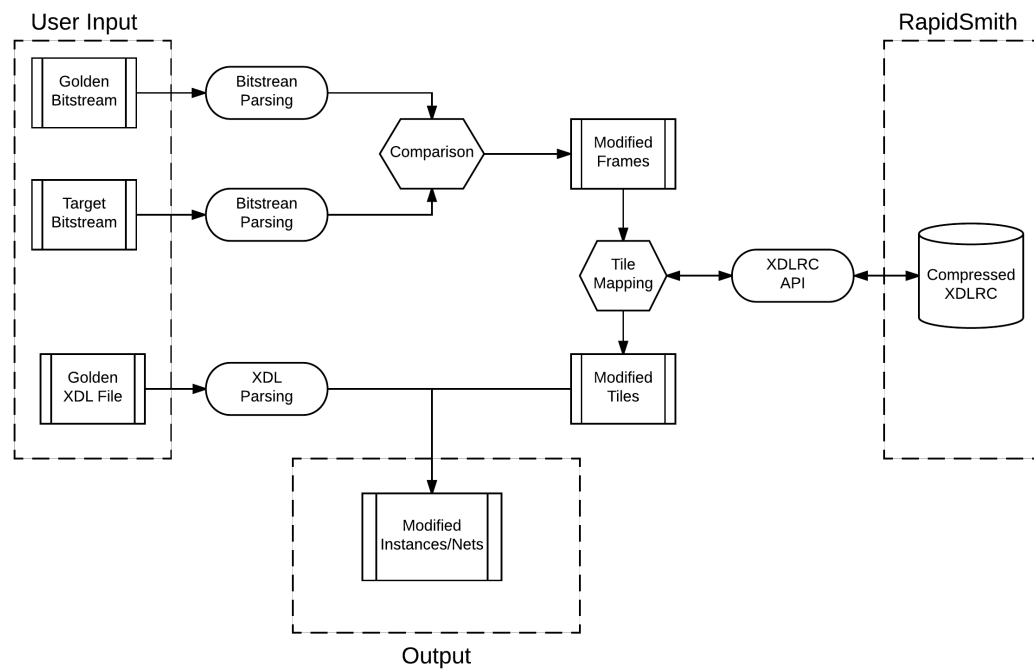 User Input
RapidSmith
Golden
Bitstream
Bitstrean
Parsing
Comparison
Modified
Frames
Target
Bitstream
Bitstrean
Parsing
Tile
Mapping
XDLRC
API
Compressed
XDLRC
Golden
XDL File
XDL
Parsing
Modified
Tiles
Modified
Instances/Nets
Output